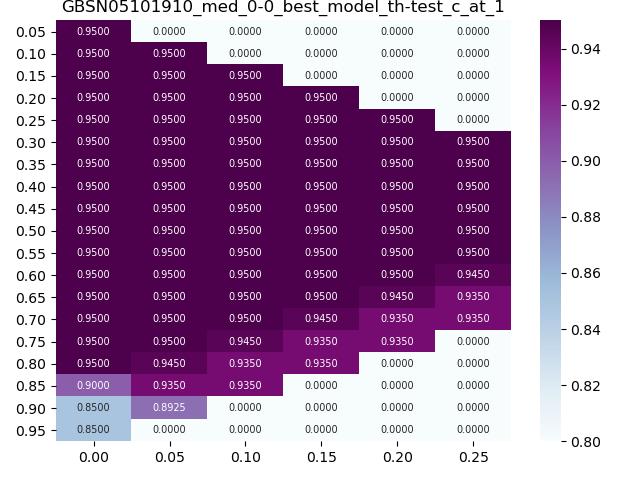 GBSN05101910_med_0-0_best_model_th-test_c_at_1
0.05 0.9500 0.0000 0.0000 0.0000 0.0000 0.0000
0.10 0.9500 0.9500 0.0000 0.0000 0.0000 0.0000
0.15 0.9500 0.9500 0.9500 0.0000 0.0000 0.0000
0.20 0.9500 0.9500 0.9500 0.9500 0.0000 0.0000
0.25 0.9500 0.9500 0.9500 0.9500 0.9500 0.0000
0.30 0.9500 0.9500 0.9500 0.9500 0.9500 0.9500
0.35 0.9500 0.9500 0.9500 0.9500 0.9500 0.9500
0.40 0.9500 0.9500 0.9500 0.9500 0.9500 0.9500
0.45 0.9500 0.9500 0.9500 0.9500 0.9500 0.9500
0.50 0.9500 0.9500 0.9500 0.9500 0.9500 0.9500
0.55 0.9500 0.9500 0.9500 0.9500 0.9500 0.9500
0.60 0.9500 0.9500 0.9500 0.9500 0.9500 0.9450
0.65 0.9500 0.9500 0.9500 0.9500 0.9450 0.9350
0.70 0.9500 0.9500 0.9500 0.9450 0.9350 0.9350
0.75 0.9500 0.9500 0.9450 0.9350 0.9350 0.0000
0.80 0.9500 0.9450 0.9350 0.9350 0.0000 0.0000
0.85 0.9000 0.9350 0.9350 0.0000 0.0000 0.0000
0.90 0.8500 0.8925 0.0000 0.0000 0.0000 0.0000
0.95 0.8500 0.0000 0.0000 0.0000 0.0000 0.0000
0.00 0.05 0.10 0.15 0.20 0.25
0.94
0.92
0.90
0.88
0.86
0.84
0.82
0.80